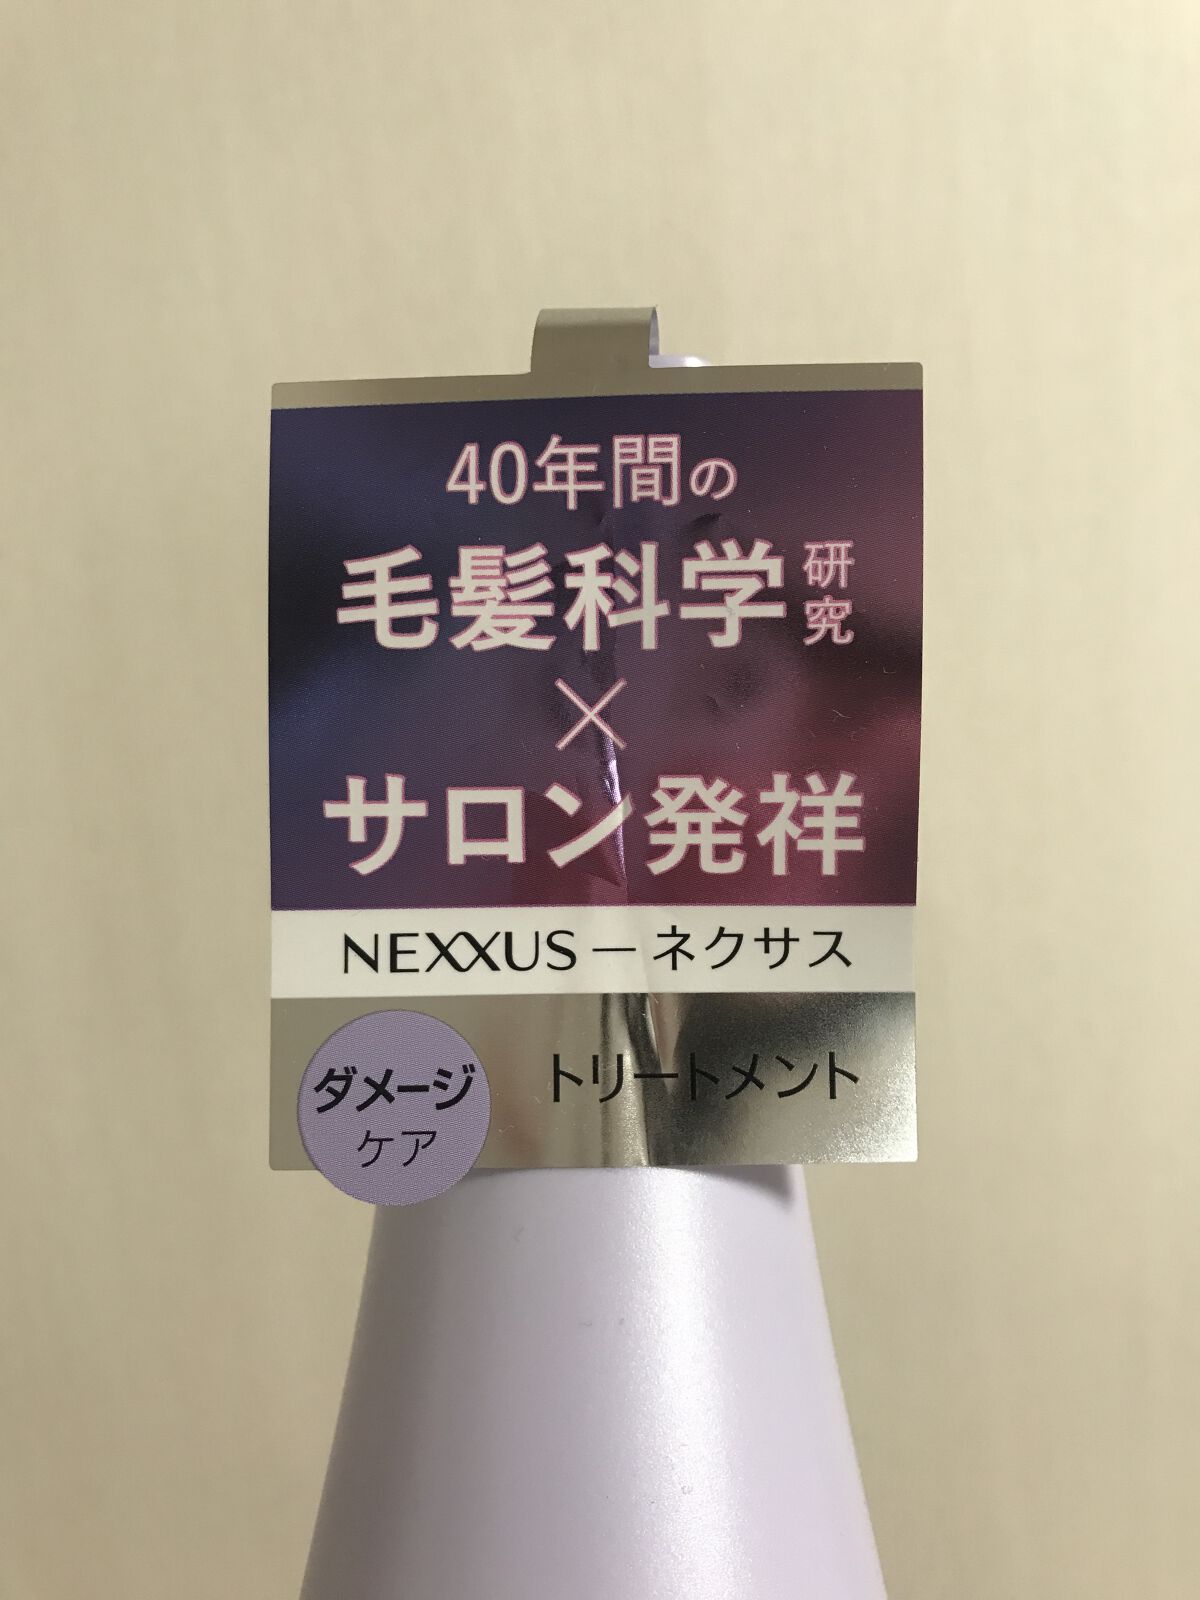 40年間の
毛髪科学研究
×
サロン発祥
NEXXUS — ネクサス
ダメージ
ケア
トリートメント